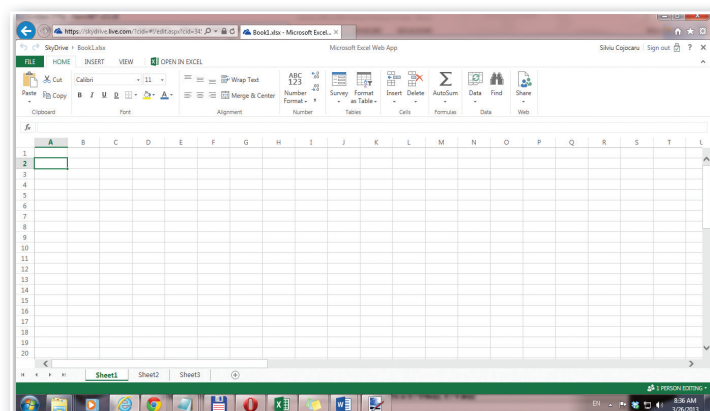 https://skydrive.live.com/?cid=
Book1.xlsx - Microsoft Excel...
SkyDrive › Book1.xlsx
Microsoft Excel Web App
Silviu Cojocaru
Sign out
?
X
FILE
HOME
INSERT
VIEW
OPEN IN EXCEL
Paste
Cut
Copy
Clipboard
Calibri
11
B I U D
A
Font
Wrap Text
Merge & Center
Alignment
ABC
123
Number
Format
Number
Survey
Format
as Table
Tables
Insert
Delete
Cells
AutoSum
Formulas
Data
Find
Data
Share
Web
fx
A B C D E F G H I J K L M N O P Q R S T U
1
2
3
4
5
6
7
8
9
10
11
12
13
14
15
16
17
18
19
20
Sheet1
Sheet2
Sheet3
1 PERSON EDITING
EN
8:36 AM
3/26/2013